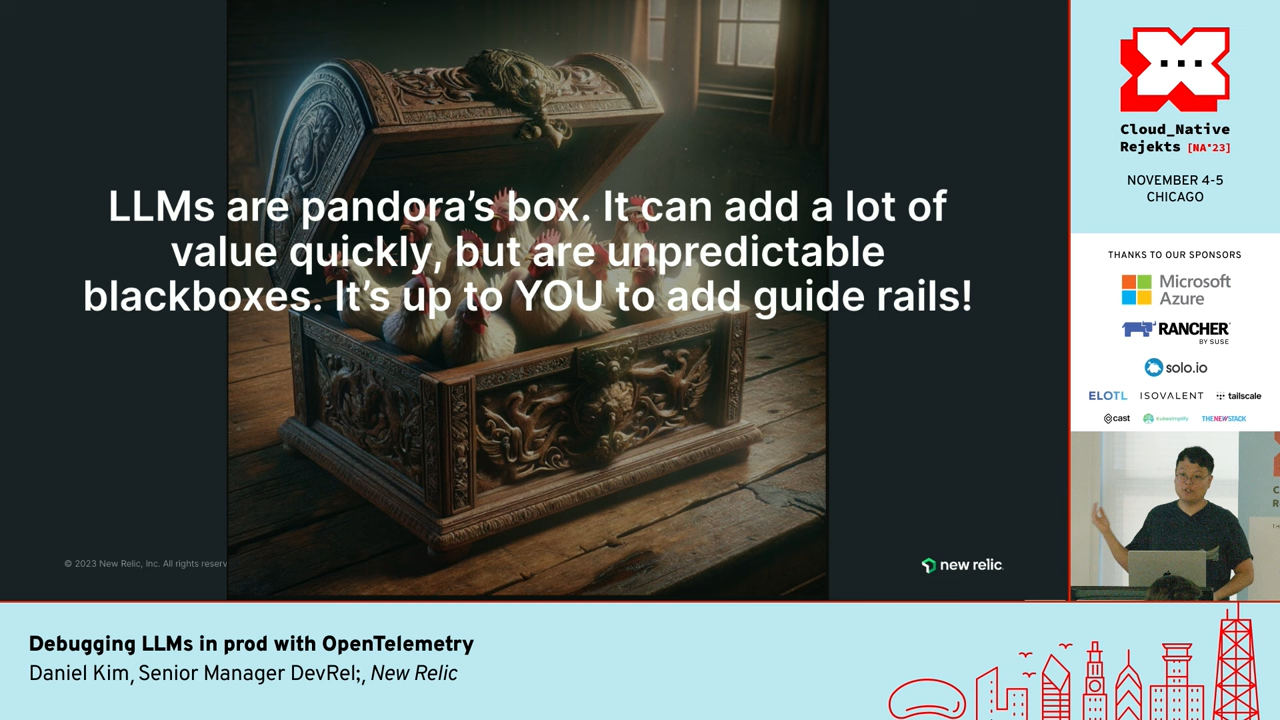 LLMs are pandora’s box. It can add a lot of
value quickly, but are unpredictable
blackboxes. It’s up to YOU to add guide rails!
© 2023 New Relic, Inc. All rights reserv
new relic
Cloud_Native
Rejekts [NA'23]
NOVEMBER 4-5
CHICAGO
THANKS TO OUR SPONSORS
Microsoft
Azure
RANCHER
BY SUSE
solo.io
ELOTL ISOVALENT tailscale
cast kubesimplify THENEWSTACK
Debugging LLMs in prod with OpenTelemetry
Daniel Kim, Senior Manager DevRel;, New Relic